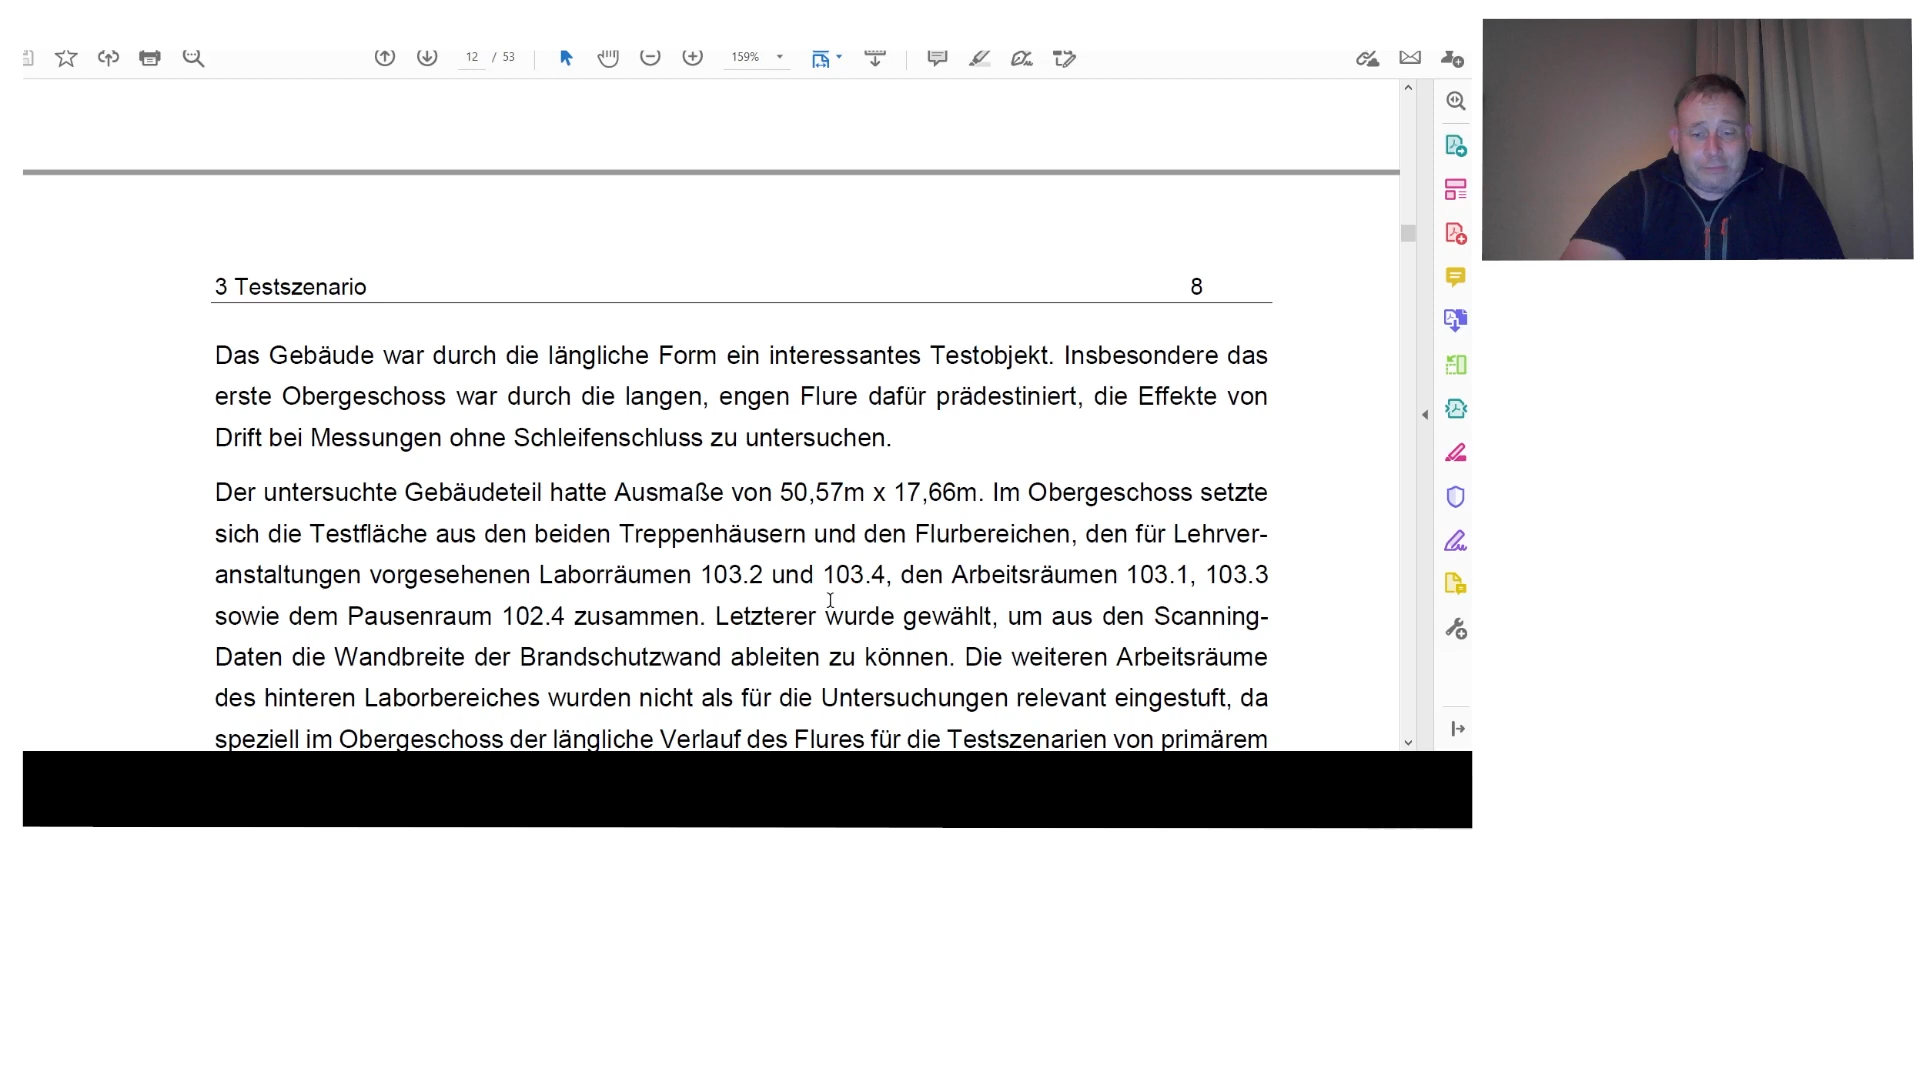 12 / 53
159%
3 Testszenario 8
Das Gebäude war durch die längliche Form ein interessantes Testobjekt. Insbesondere das
erste Obergeschoss war durch die langen, engen Flure dafür prädestiniert, die Effekte von
Drift bei Messungen ohne Schleifenschluss zu untersuchen.
Der untersuchte Gebäudeteil hatte Ausmaße von 50,57m x 17,66m. Im Obergeschoss setzte
sich die Testfläche aus den beiden Treppenhäusern und den Flurbereichen, den für Lehrver-
anstaltungen vorgesehenen Laborräumen 103.2 und 103.4, den Arbeitsräumen 103.1, 103.3
sowie dem Pausenraum 102.4 zusammen. Letzterer wurde gewählt, um aus den Scanning-
Daten die Wandbreite der Brandschutzwand ableiten zu können. Die weiteren Arbeitsräume
des hinteren Laborbereiches wurden nicht als für die Untersuchungen relevant eingestuft, da
speziell im Obergeschoss der längliche Verlauf des Flures für die Testszenarien von primärem